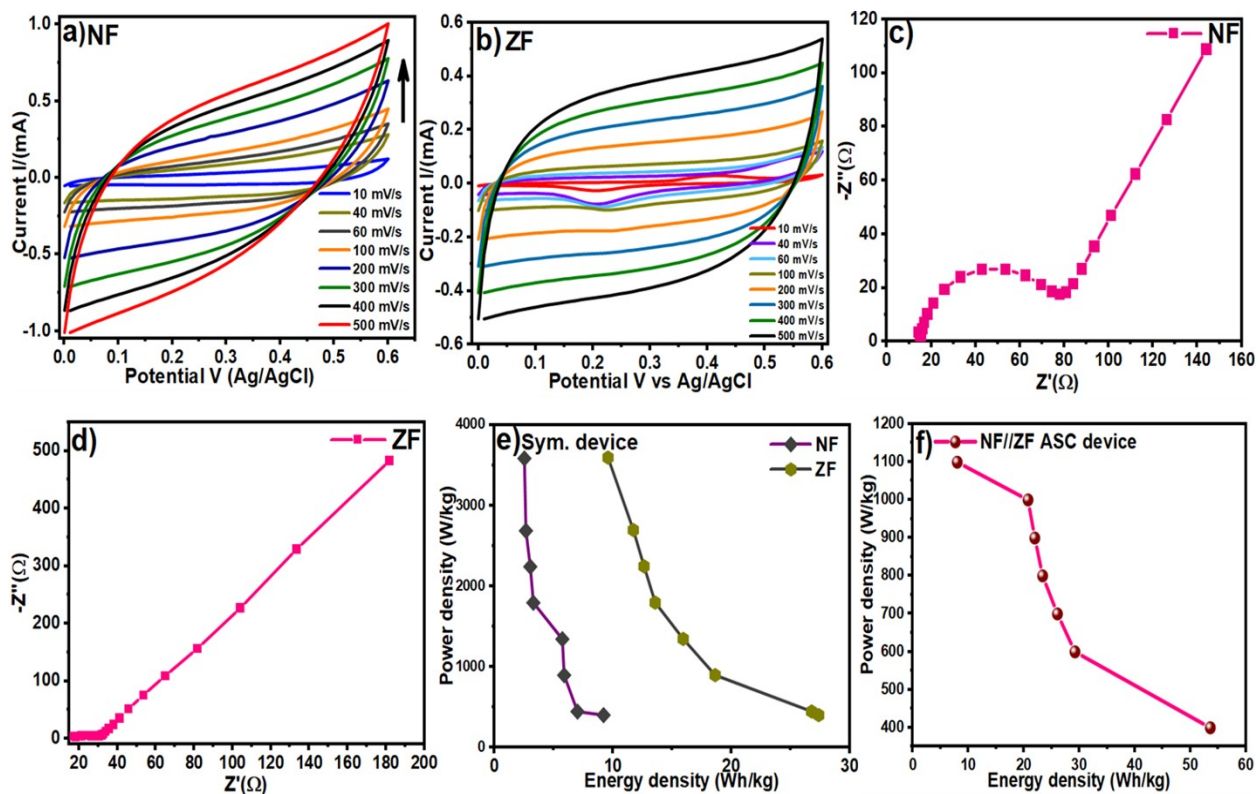 a) NF
Current I/(mA)
1.0
0.5
0.0
-0.5
-1.0
10 mV/s
40 mV/s
60 mV/s
100 mV/s
200 mV/s
300 mV/s
400 mV/s
500 mV/s
0.0 0.1 0.2 0.3 0.4 0.5 0.6
Potential V (Ag/AgCl)
b) ZF
Current I/(mA)
0.6
0.4
0.2
0.0
-0.2
-0.4
-0.6
10 mV/s
40 mV/s
60 mV/s
100 mV/s
200 mV/s
300 mV/s
400 mV/s
500 mV/s
0.0 0.1 0.2 0.3 0.4 0.5 0.6
Potential V vs Ag/AgCl
c) NF
-Z''(Ω)
120
100
80
60
40
20
0
0 20 40 60 80 100 120 140 160
Z'(Ω)
d) ZF
-Z''(Ω)
500
400
300
200
100
0
20 40 60 80 100 120 140 160 180 200
Z'(Ω)
e) Sym. device
NF
ZF
Power density (W/kg)
4000
3000
2000
1000
0
0 10 20 30
Energy density (Wh/kg)
f) NF//ZF ASC device
Power density (W/kg)
1200
1100
1000
900
800
700
600
500
400
0 10 20 30 40 50 60
Energy density (Wh/kg)